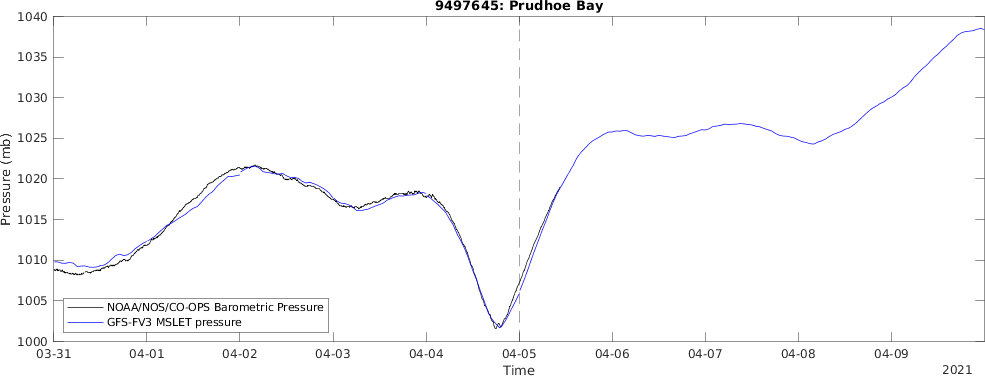 9497645: Prudhoe Bay
1040
1035
1030
1025
1020
1015
1010
1005
1000
Pressure (mb)
NOAA/NOS/CO-OPS Barometric Pressure
GFS-FV3 MSLET pressure
03-31 04-01 04-02 04-03 04-04 04-05 04-06 04-07 04-08 04-09
Time
2021